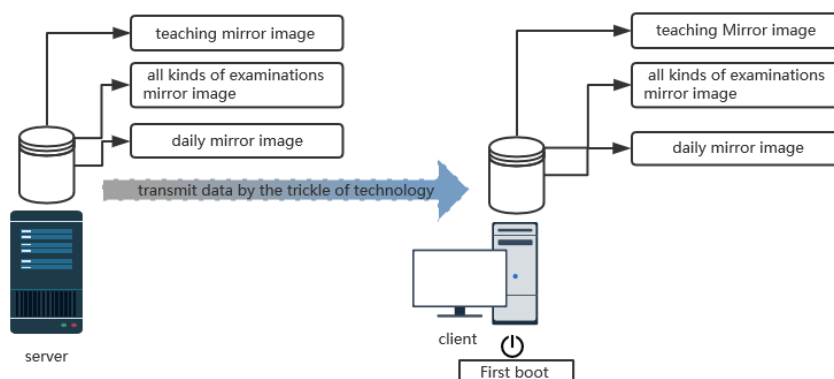 teaching mirror image
all kinds of examinations
mirror image
daily mirror image
server
transmit data by the trickle of technology
teaching Mirror image
all kinds of examinations
mirror image
daily mirror image
client
First boot